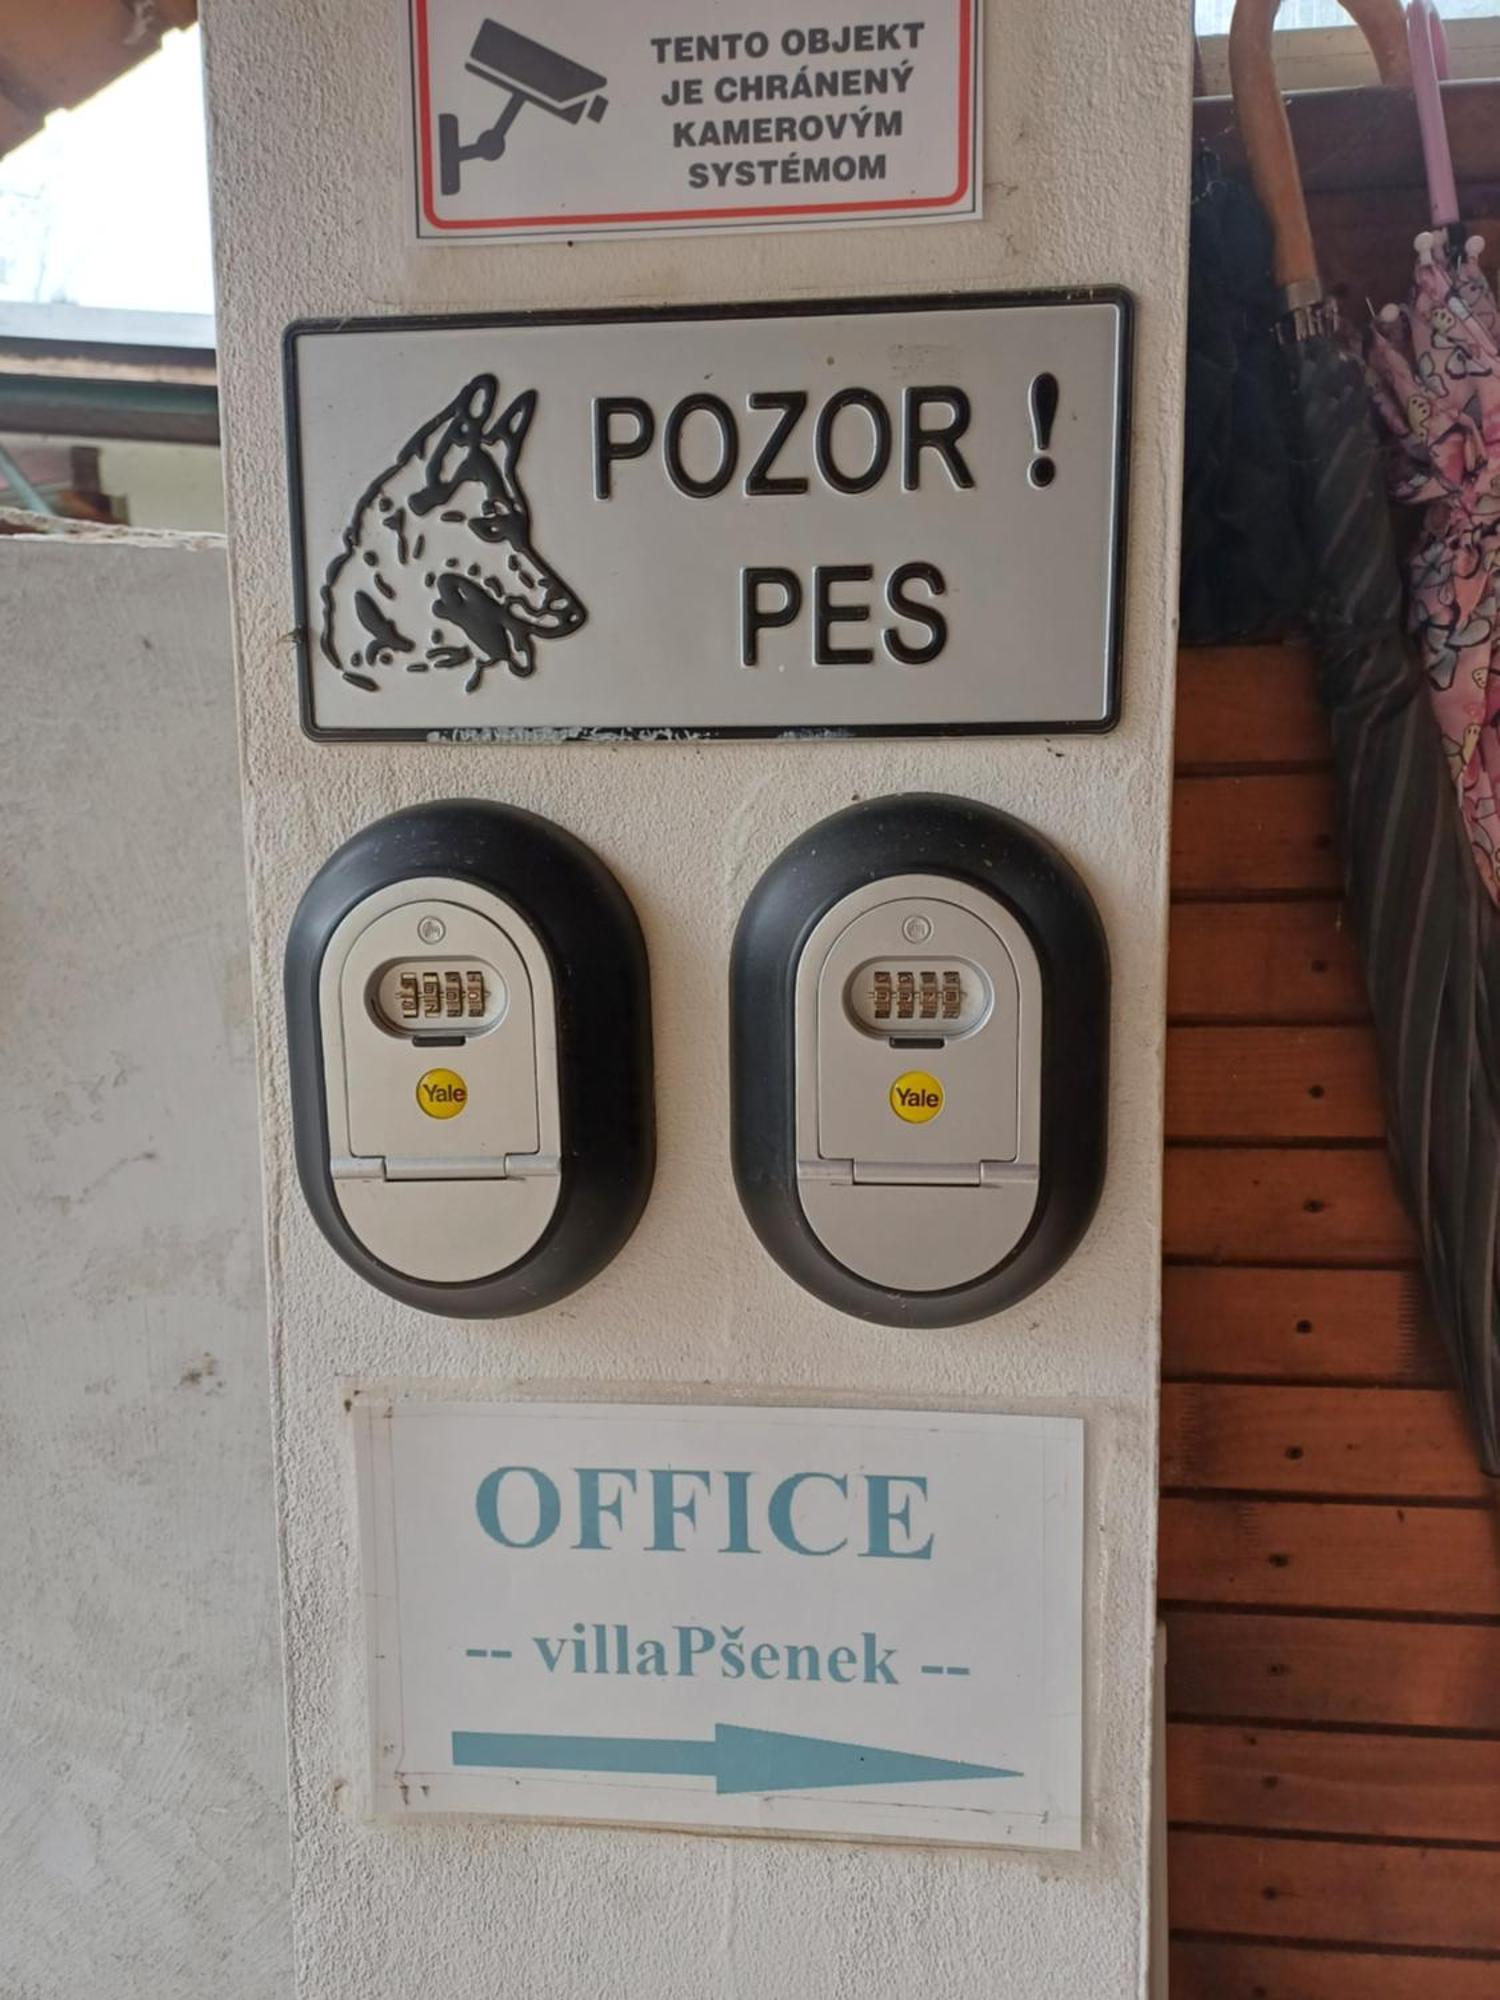 TENTO OBJEKT
JE CHRÁNENÝ
KAMEROVÝM
SYSTÉMOM
POZOR !
PES
Yale
Yale
OFFICE
-- villaPšenek --